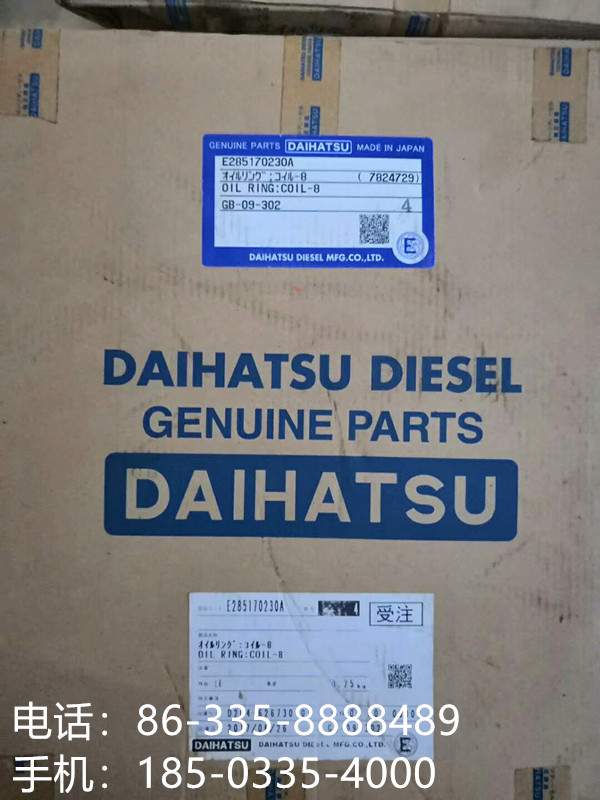 DAIHATSU
GENUINE PARTS DAIHATSU MADE IN JAPAN
E285170230A
オイルリング゛;コイル-8 ( 7824729)
OIL RING:COIL-8
GB-09-302 4
E
DAIHATSU DIESEL MFG.CO.,LTD.
DAIHATSU DIESEL
GENUINE PARTS
DAIHATSU
E285170230A 4 受注
オイルリング゛:コイル-8
OIL RING:COIL-8
DAIHATSU DAIHATSU DIESEL MFG.CO.,LTD. E
电话：86-335-8888489
手机：185-0335-4000